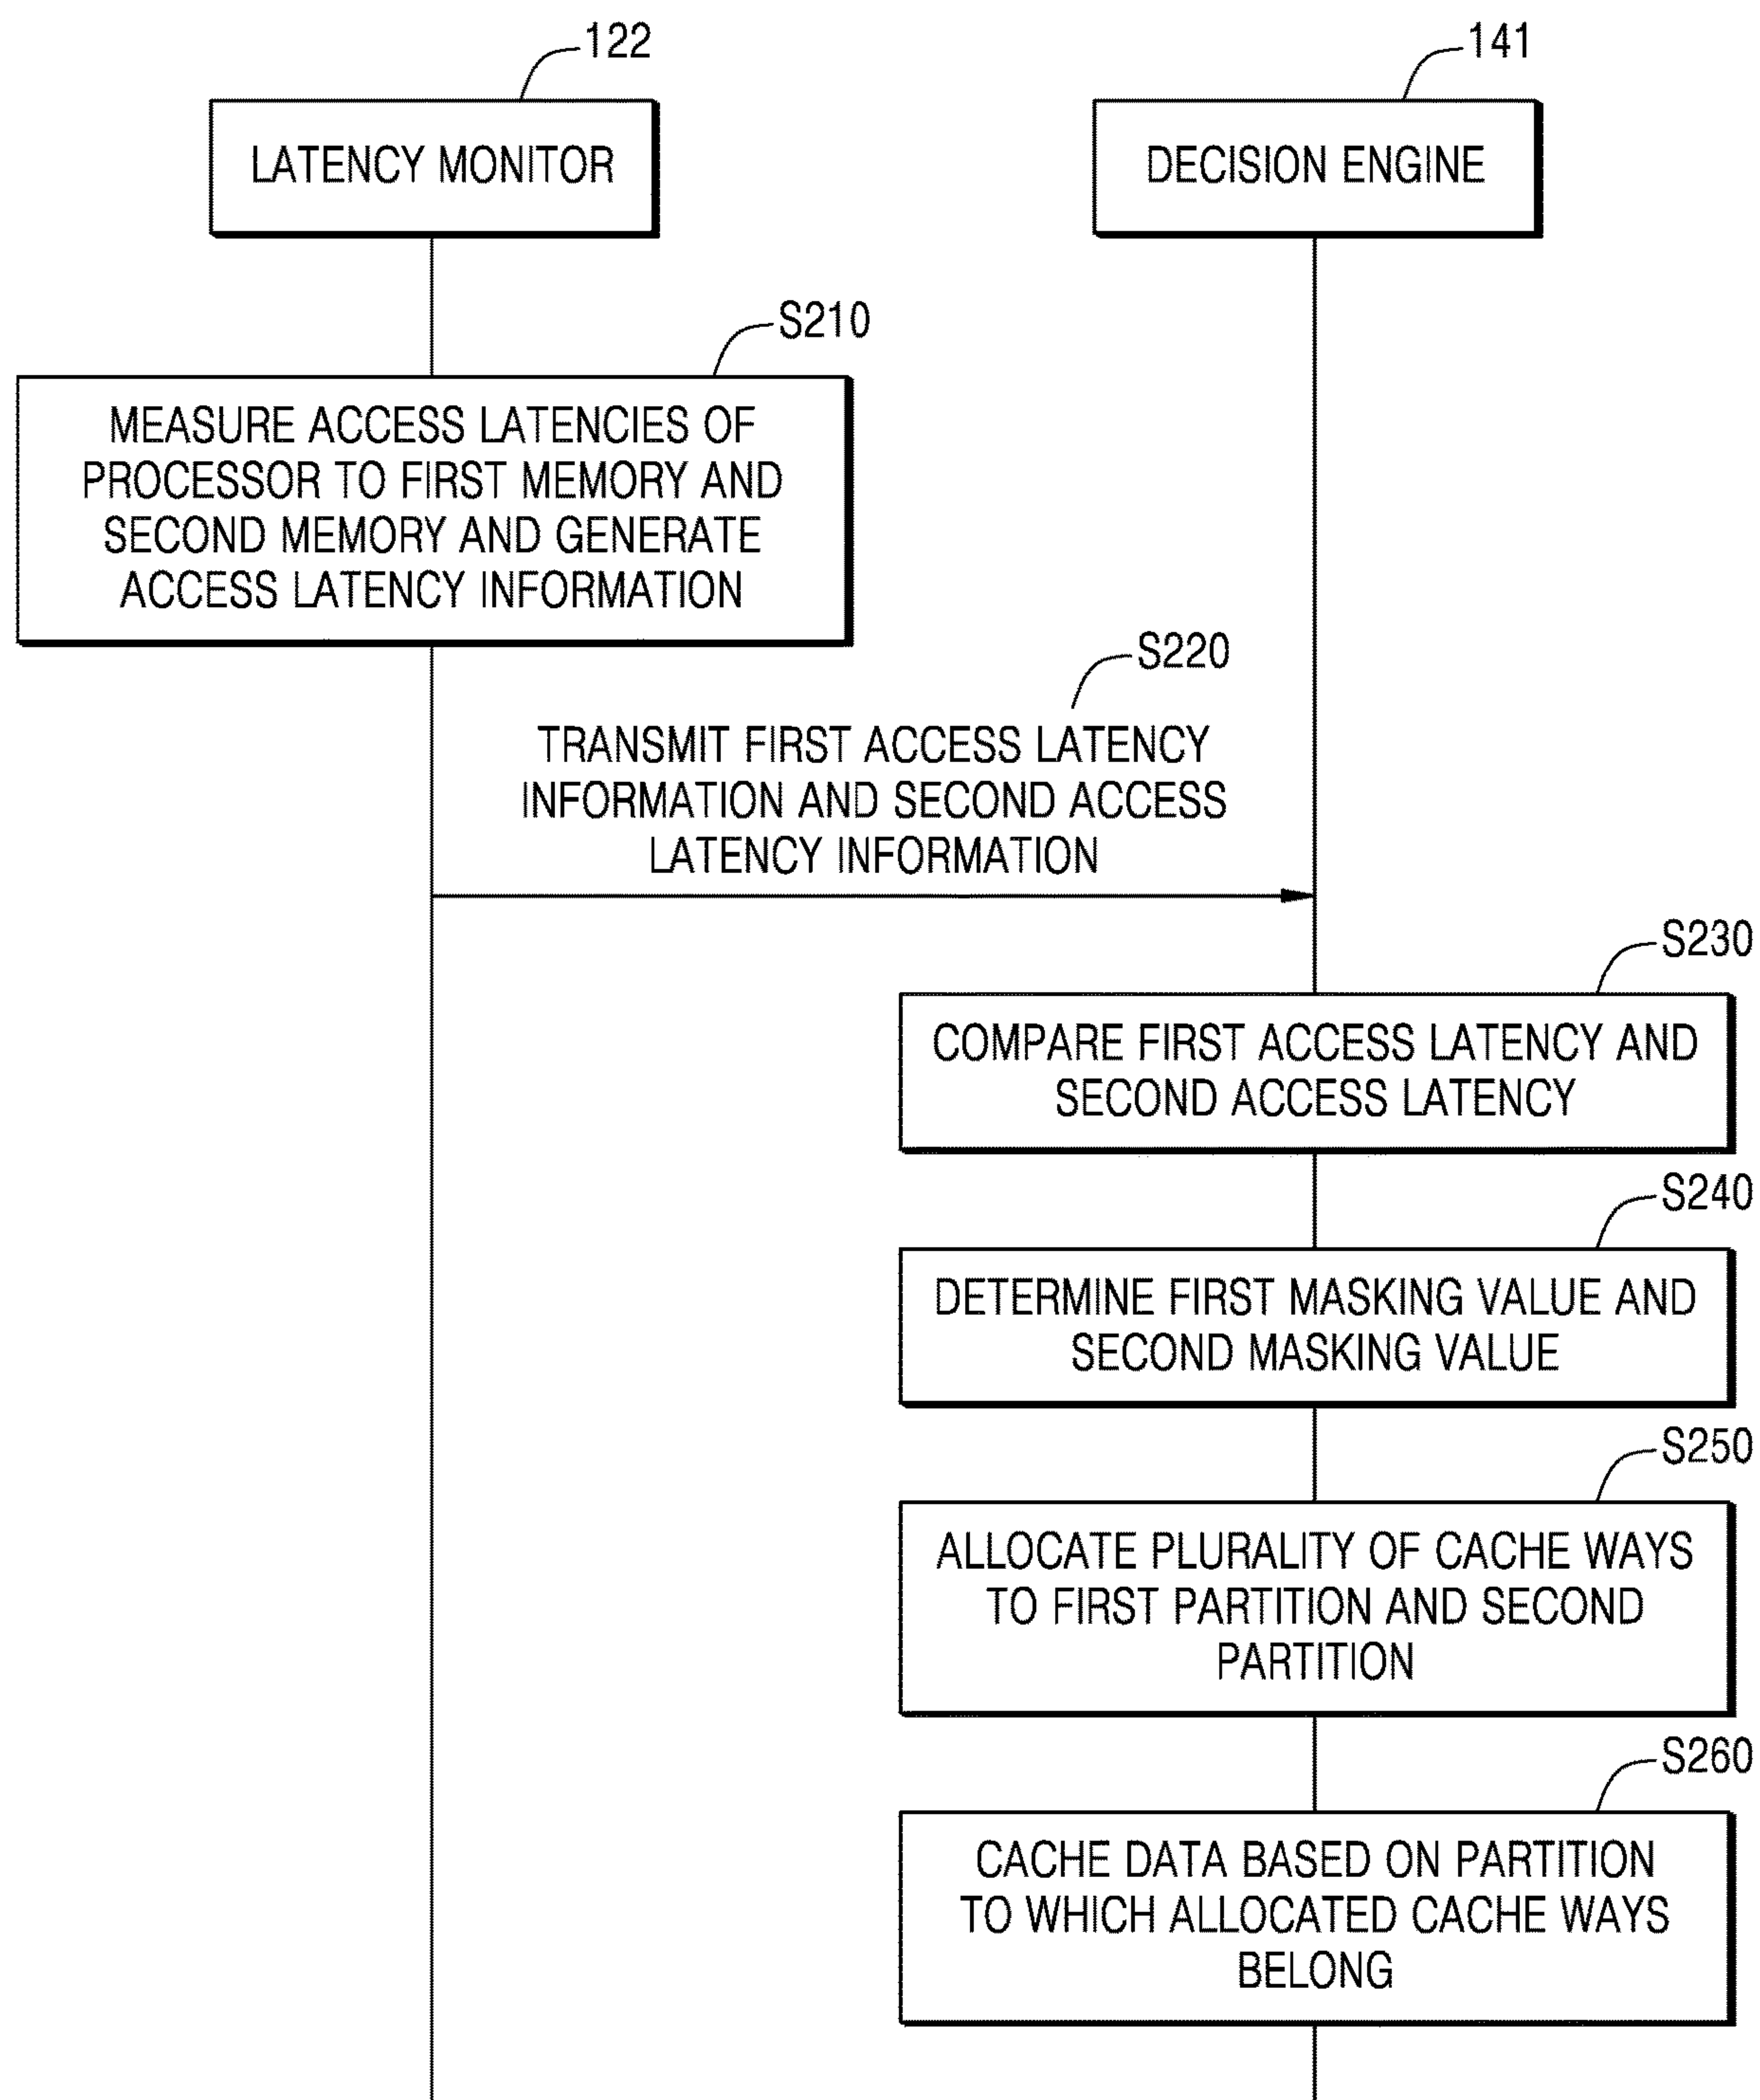 122
141
LATENCY MONITOR
DECISION ENGINE
S210
MEASURE ACCESS LATENCIES OF
PROCESSOR TO FIRST MEMORY AND
SECOND MEMORY AND GENERATE
ACCESS LATENCY INFORMATION
S220
TRANSMIT FIRST ACCESS LATENCY
INFORMATION AND SECOND ACCESS
LATENCY INFORMATION
S230
COMPARE FIRST ACCESS LATENCY AND
SECOND ACCESS LATENCY
S240
DETERMINE FIRST MASKING VALUE AND
SECOND MASKING VALUE
S250
ALLOCATE PLURALITY OF CACHE WAYS
TO FIRST PARTITION AND SECOND
PARTITION
S260
CACHE DATA BASED ON PARTITION
TO WHICH ALLOCATED CACHE WAYS
BELONG